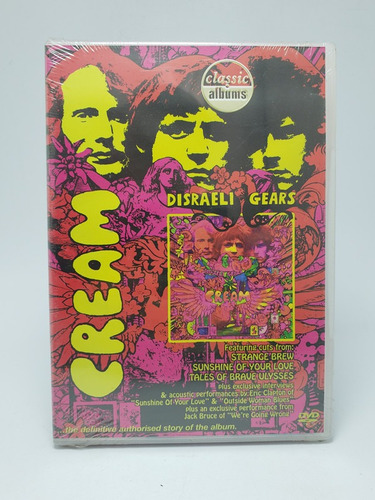 classic
albums
DISRAELI GEARS
CREAM
CREAM
Featuring cuts from:
STRANGE BREW
SUNSHINE OF YOUR LOVE
TALES OF BRAVE ULYSSES
plus exclusive interviews
& acoustic performances by Eric Clapton of
"Sunshine Of Your Love" & "Outside Woman Blues"
plus an exclusive performance from
Jack Bruce of "We're Going Wrong"
the definitive authorised story of the album.
DVD